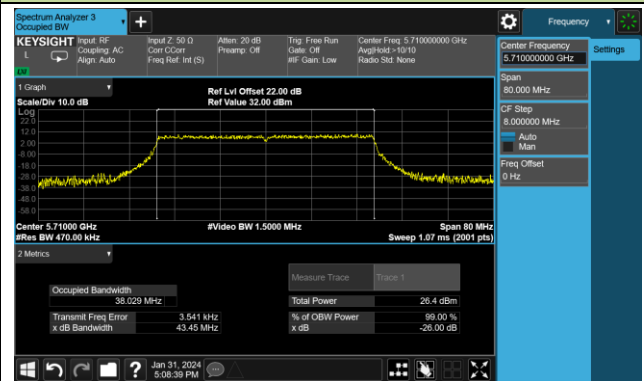 Spectrum Analyzer 3
Occupied BW
Frequency
KEYSIGHT
L
Input: RF
Coupling: AC
Align: Auto
Input Z: 50 Ω
Corr CCorr
Freq Ref: Int (S)
Atten: 20 dB
Preamp: Off
Trig: Free Run
Gate: Off
#IF Gain: Low
Center Freq: 5.710000000 GHz
Avg|Hold:>10/10
Radio Std: None
1 Graph
Scale/Div 10.0 dB
Ref Lvl Offset 22.00 dB
Ref Value 32.00 dBm
Log
22.0
12.0
2.00
-8.00
-18.0
-28.0
-38.0
-48.0
-58.0
Center 5.71000 GHz
#Res BW 470.00 kHz
#Video BW 1.5000 MHz
Span 80 MHz
Sweep 1.07 ms (2001 pts)
2 Metrics
Measure Trace
Trace 1
Occupied Bandwidth
38.029 MHz
Total Power
26.4 dBm
Transmit Freq Error
3.541 kHz
% of OBW Power
99.00 %
x dB Bandwidth
43.45 MHz
x dB
-26.00 dB
Center Frequency
5.710000000 GHz
Settings
Span
80.000 MHz
CF Step
8.000000 MHz
Auto
Man
Freq Offset
0 Hz
?
Jan 31, 2024
5:08:39 PM